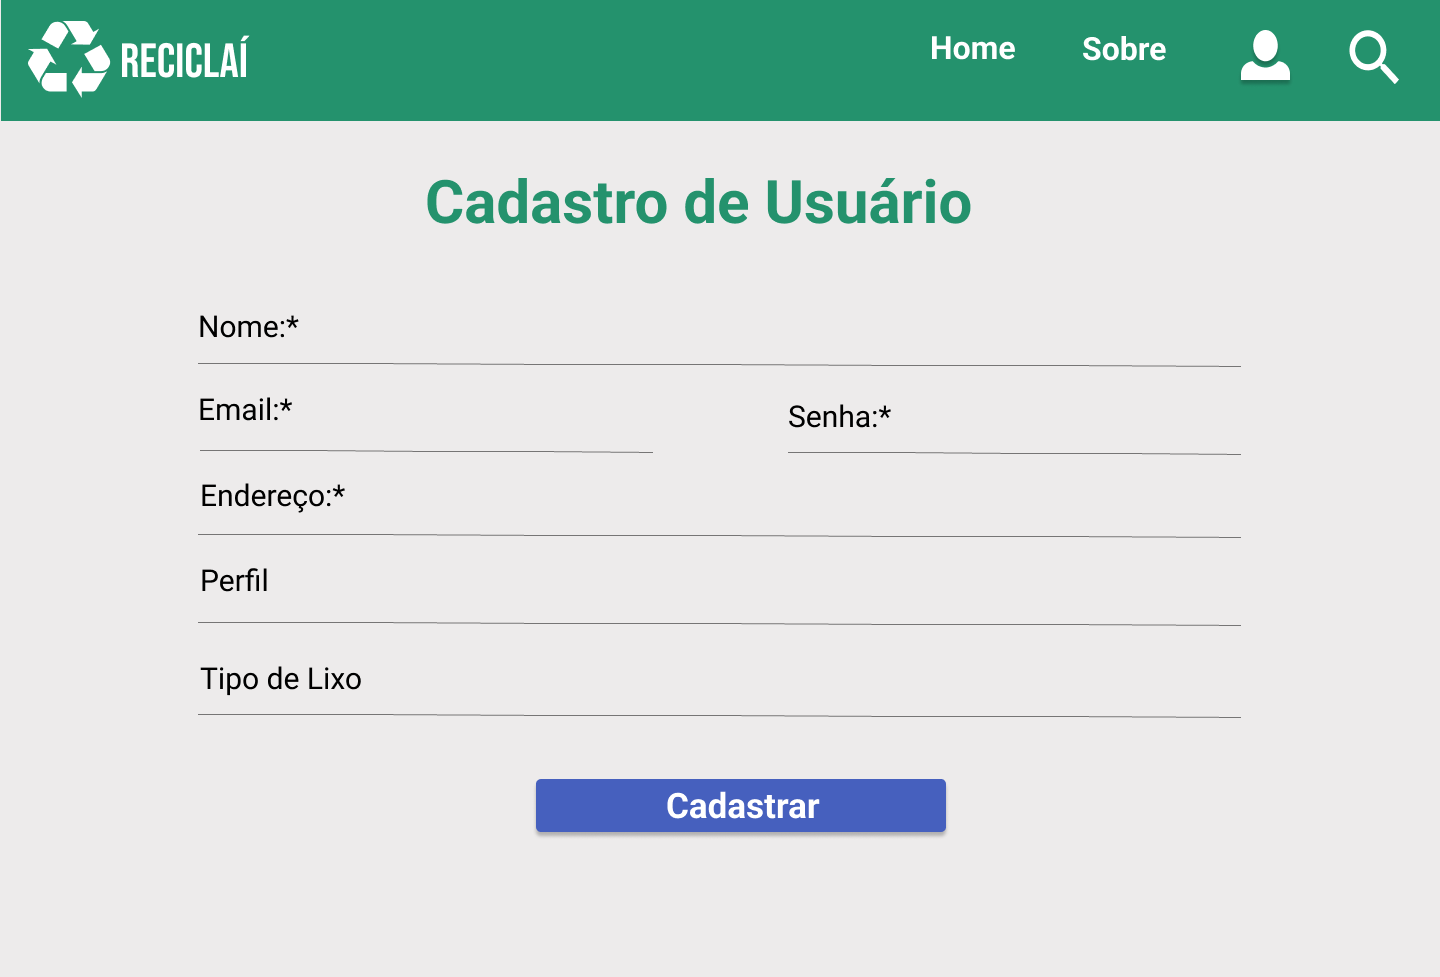 RECICLAÍ
Home
Sobre
Cadastro de Usuário
Nome:*
Email:*
Senha:*
Endereço:*
Perfil
Tipo de Lixo
Cadastrar